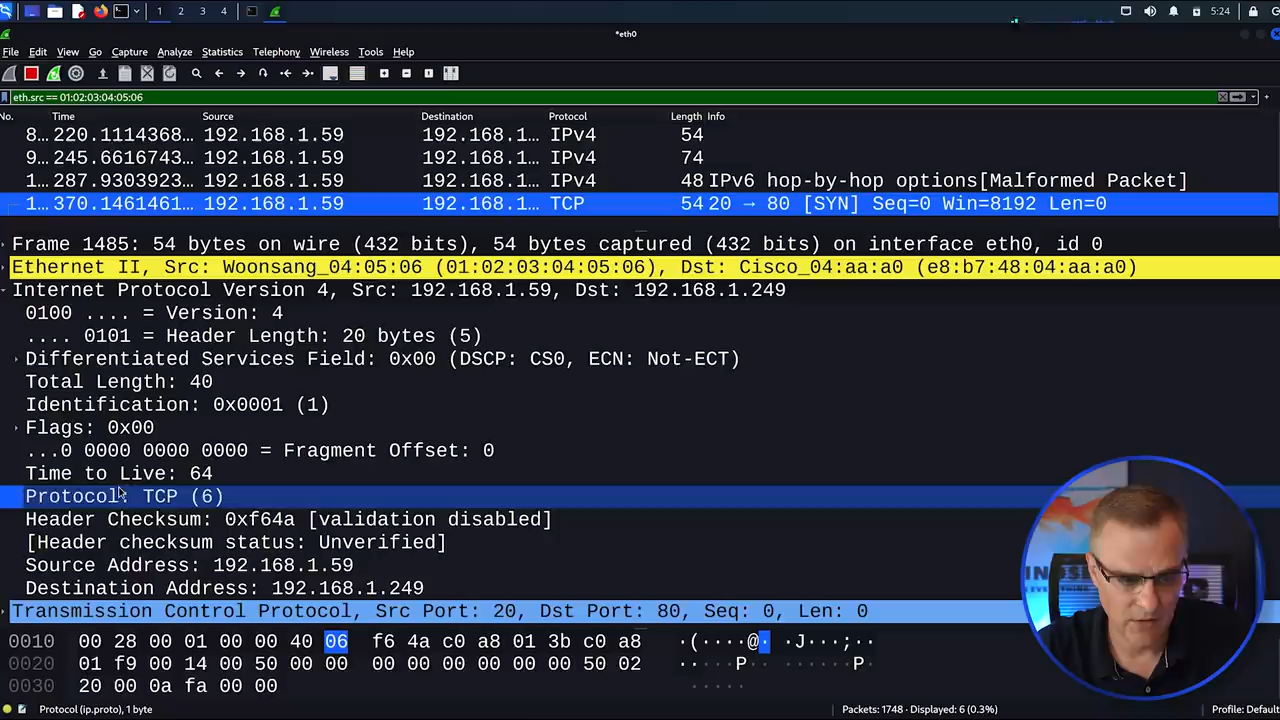 1 2 3 4 5:24
*eth0
File Edit View Go Capture Analyze Statistics Telephony Wireless Tools Help
eth.src == 01:02:03:04:05:06
No. Time Source Destination Protocol Length Info
8… 220.1114368… 192.168.1.59 192.168.1… IPv4 54
9… 245.6616743… 192.168.1.59 192.168.1… IPv4 74
1… 287.9303923… 192.168.1.59 192.168.1… IPv4 48 IPv6 hop-by-hop options[Malformed Packet]
1… 370.1461461… 192.168.1.59 192.168.1… TCP 54 20 → 80 [SYN] Seq=0 Win=8192 Len=0
Frame 1485: 54 bytes on wire (432 bits), 54 bytes captured (432 bits) on interface eth0, id 0
Ethernet II, Src: Woonsang_04:05:06 (01:02:03:04:05:06), Dst: Cisco_04:aa:a0 (e8:b7:48:04:aa:a0)
Internet Protocol Version 4, Src: 192.168.1.59, Dst: 192.168.1.249
0100 .... = Version: 4
.... 0101 = Header Length: 20 bytes (5)
Differentiated Services Field: 0x00 (DSCP: CS0, ECN: Not-ECT)
Total Length: 40
Identification: 0x0001 (1)
Flags: 0x00
...0 0000 0000 0000 = Fragment Offset: 0
Time to Live: 64
Protocol: TCP (6)
Header Checksum: 0xf64a [validation disabled]
[Header checksum status: Unverified]
Source Address: 192.168.1.59
Destination Address: 192.168.1.249
Transmission Control Protocol, Src Port: 20, Dst Port: 80, Seq: 0, Len: 0
0010 00 28 00 01 00 00 40 06 f6 4a c0 a8 01 3b c0 a8 ·(····@· ·J···;··
0020 01 f9 00 14 00 50 00 00 00 00 00 00 00 00 50 02 ·····P·· ······P·
0030 20 00 0a fa 00 00 ·····
Protocol (ip.proto), 1 byte Packets: 1748 · Displayed: 6 (0.3%) Profile: Default